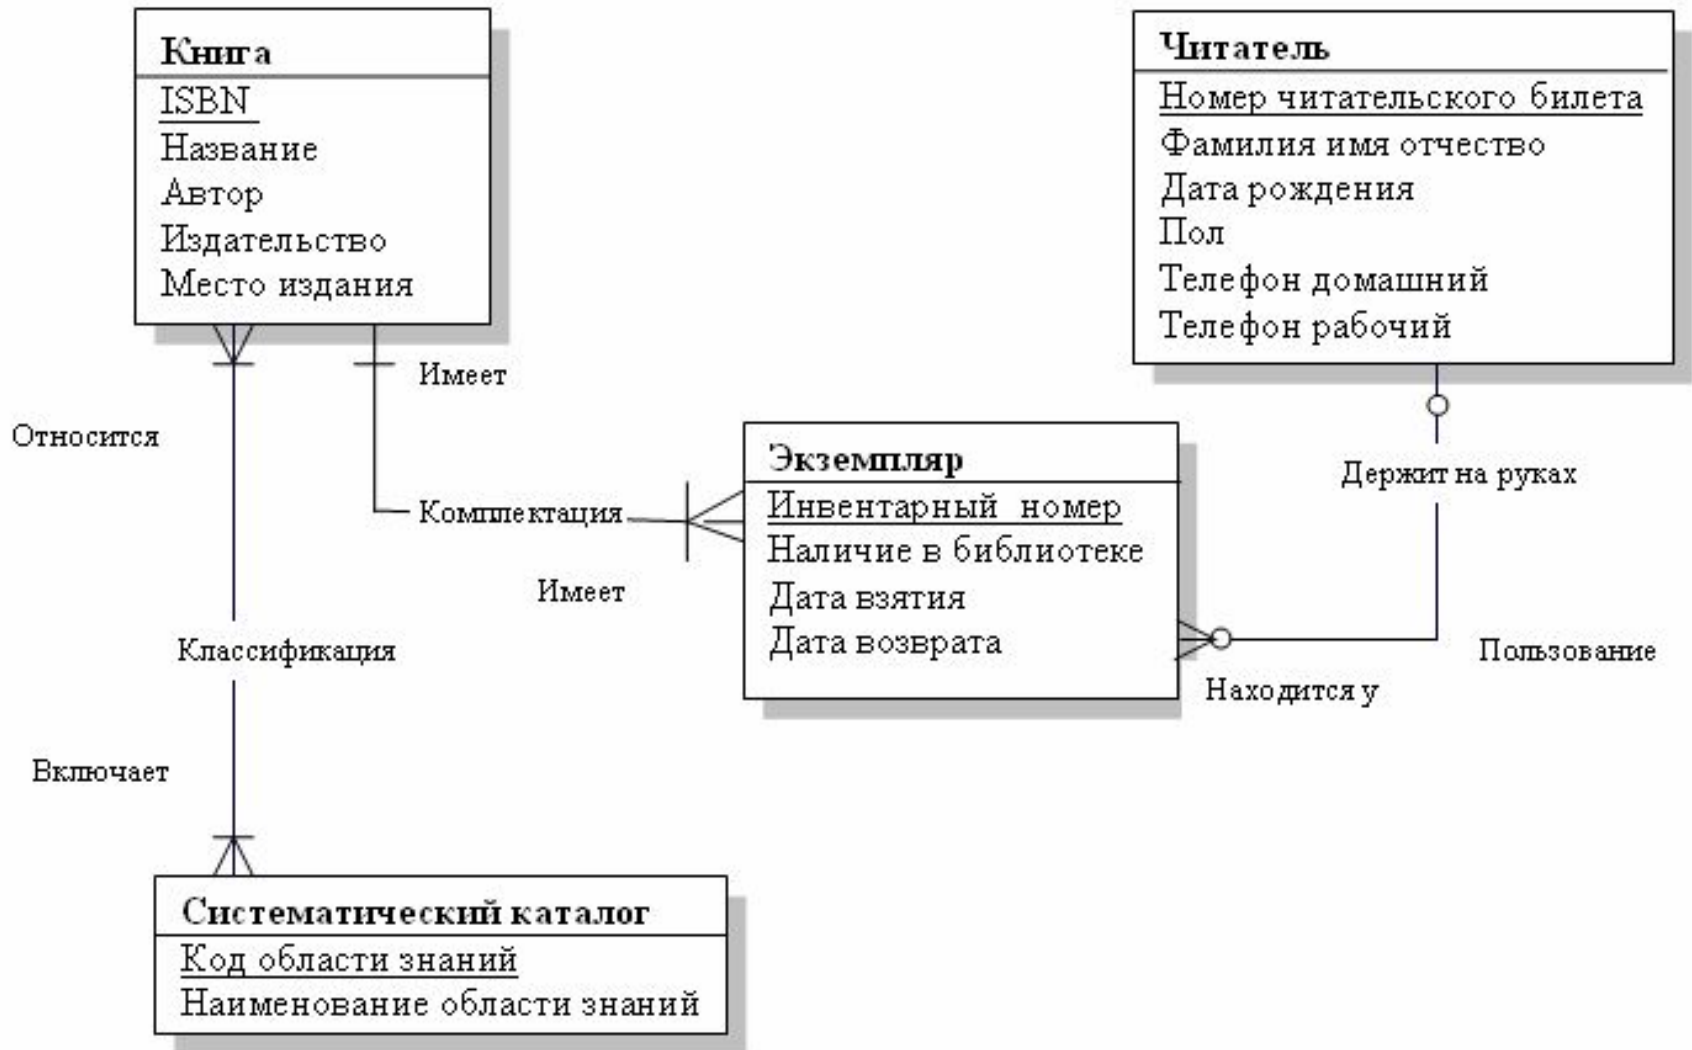 Книга
ISBN
Название
Автор
Издательство
Место издания
Читатель
Номер читательского билета
Фамилия имя отчество
Дата рождения
Пол
Телефон домашний
Телефон рабочий
Имеет
Относится
Держит на руках
Экземпляр
Инвентарный номер
Наличие в библиотеке
Дата взятия
Дата возврата
Комплектация
Имеет
Классификация
Пользование
Находится у
Включает
Систематический каталог
Код области знаний
Наименование области знаний